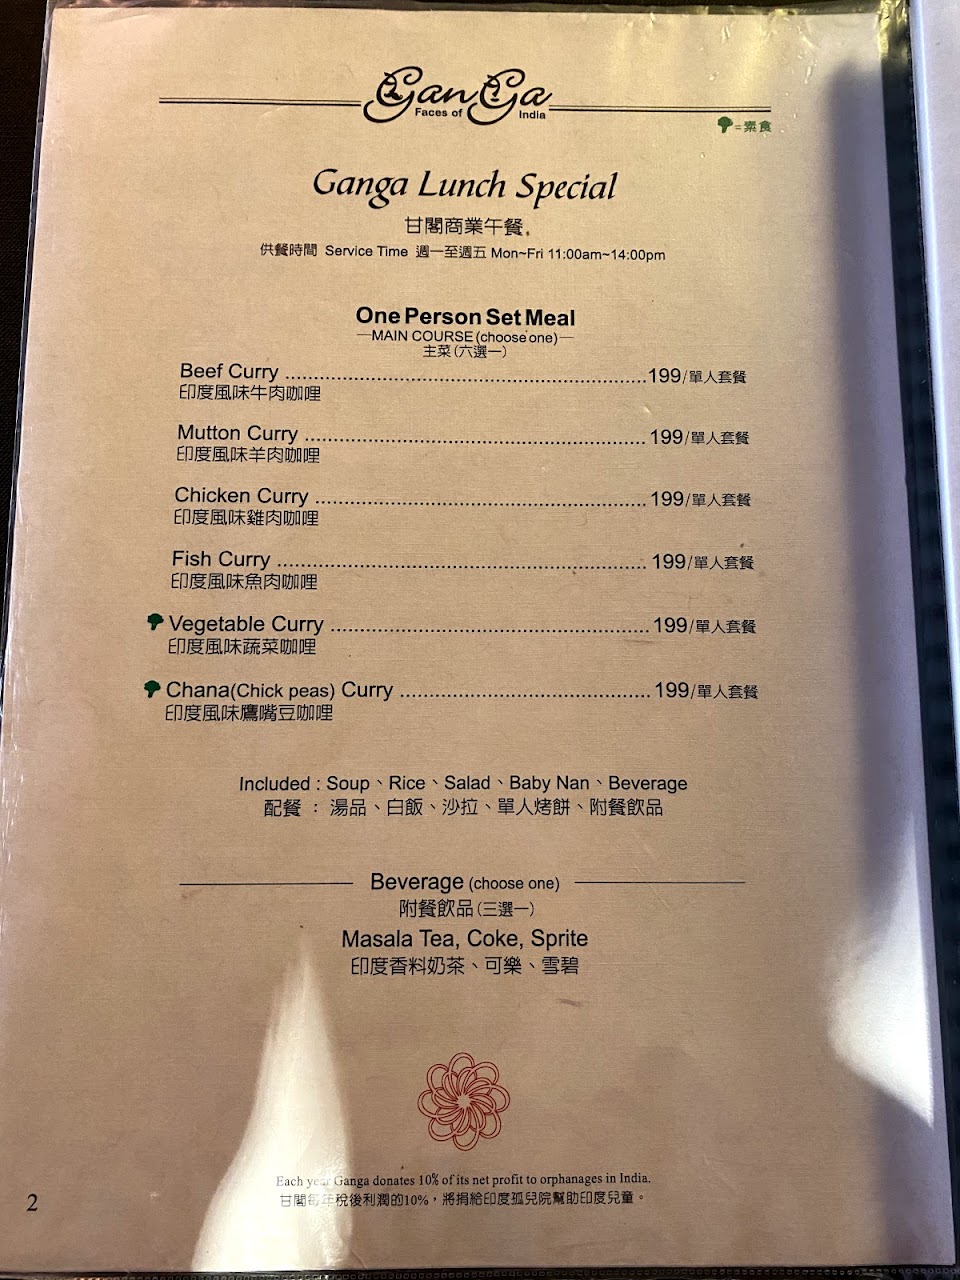 GanGa
Faces of India
=素食
Ganga Lunch Special
甘閣商業午餐.
供餐時間 Service Time 週一至週五 Mon~Fri 11:00am~14:00pm
One Person Set Meal
MAIN COURSE (choose one)
主菜(六選一)
Beef Curry ........................................................ 199/單人套餐
印度風味牛肉咖哩
Mutton Curry ........................................................ 199/單人套餐
印度風味羊肉咖哩
Chicken Curry ........................................................ 199/單人套餐
印度風味雞肉咖哩
Fish Curry ........................................................ 199/單人套餐
印度風味魚肉咖哩
Vegetable Curry ........................................................ 199/單人套餐
印度風味蔬菜咖哩
Chana(Chick peas) Curry ........................................ 199/單人套餐
印度風味鷹嘴豆咖哩
Included : Soup、Rice、Salad、Baby Nan、Beverage
配餐 : 湯品、白飯、沙拉、單人烤餅、附餐飲品
Beverage (choose one)
附餐飲品(三選一)
Masala Tea, Coke, Sprite
印度香料奶茶、可樂、雪碧
Each year Ganga donates 10% of its net profit to orphanages in India.
甘閣每年稅後利潤的10%，將捐給印度孤兒院幫助印度兒童。
2